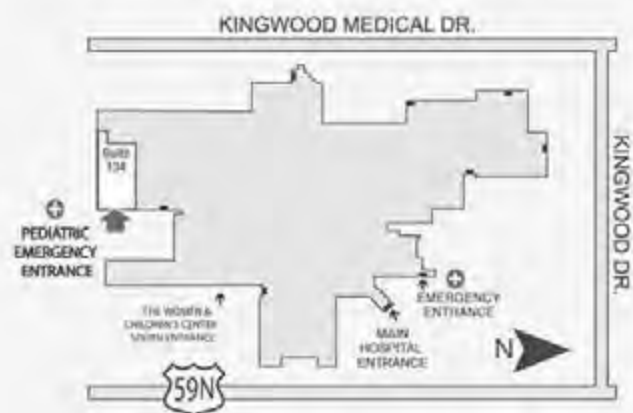 KINGWOOD MEDICAL DR.
KINGWOOD DR.
Suite
134
PEDIATRIC
EMERGENCY
ENTRANCE
THE WOMEN &
CHILDREN'S CENTER
ENTRANCE
EMERGENCY
ENTRANCE
MAIN
HOSPITAL
ENTRANCE
N
59N